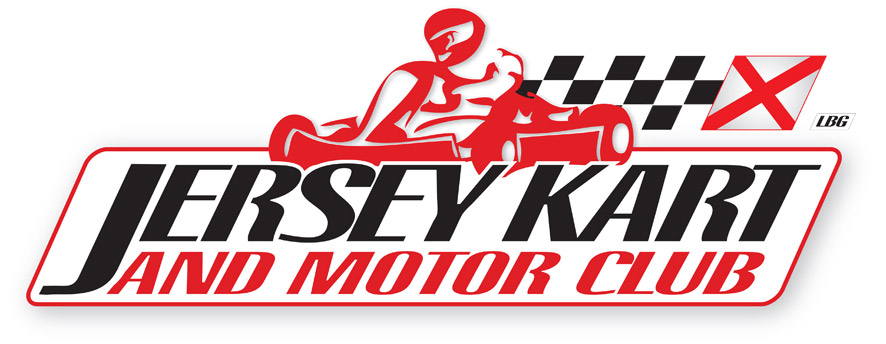 LBG
JERSEY KART
AND MOTOR CLUB